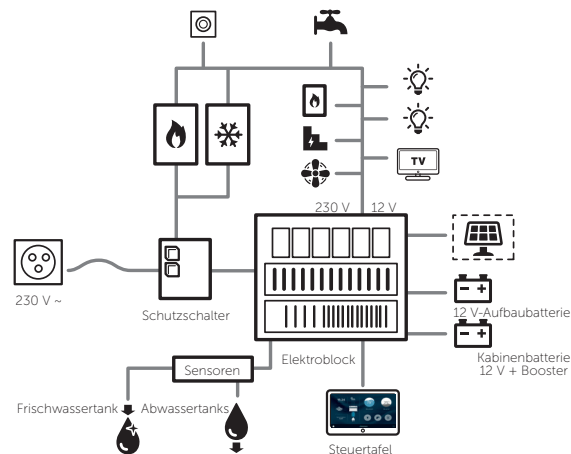 TV
230 V 12 V
230 V ~
Schutzschalter
12 V-Aufbaubatterie
Elektroblock
Kabinenbatterie
12 V + Booster
Sensoren
Frischwassertank
Abwassertanks
Steuertafel